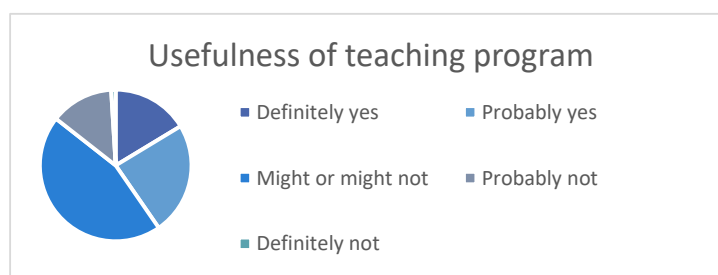 Usefulness of teaching program
Definitely yes
Probably yes
Might or might not
Probably not
Definitely not